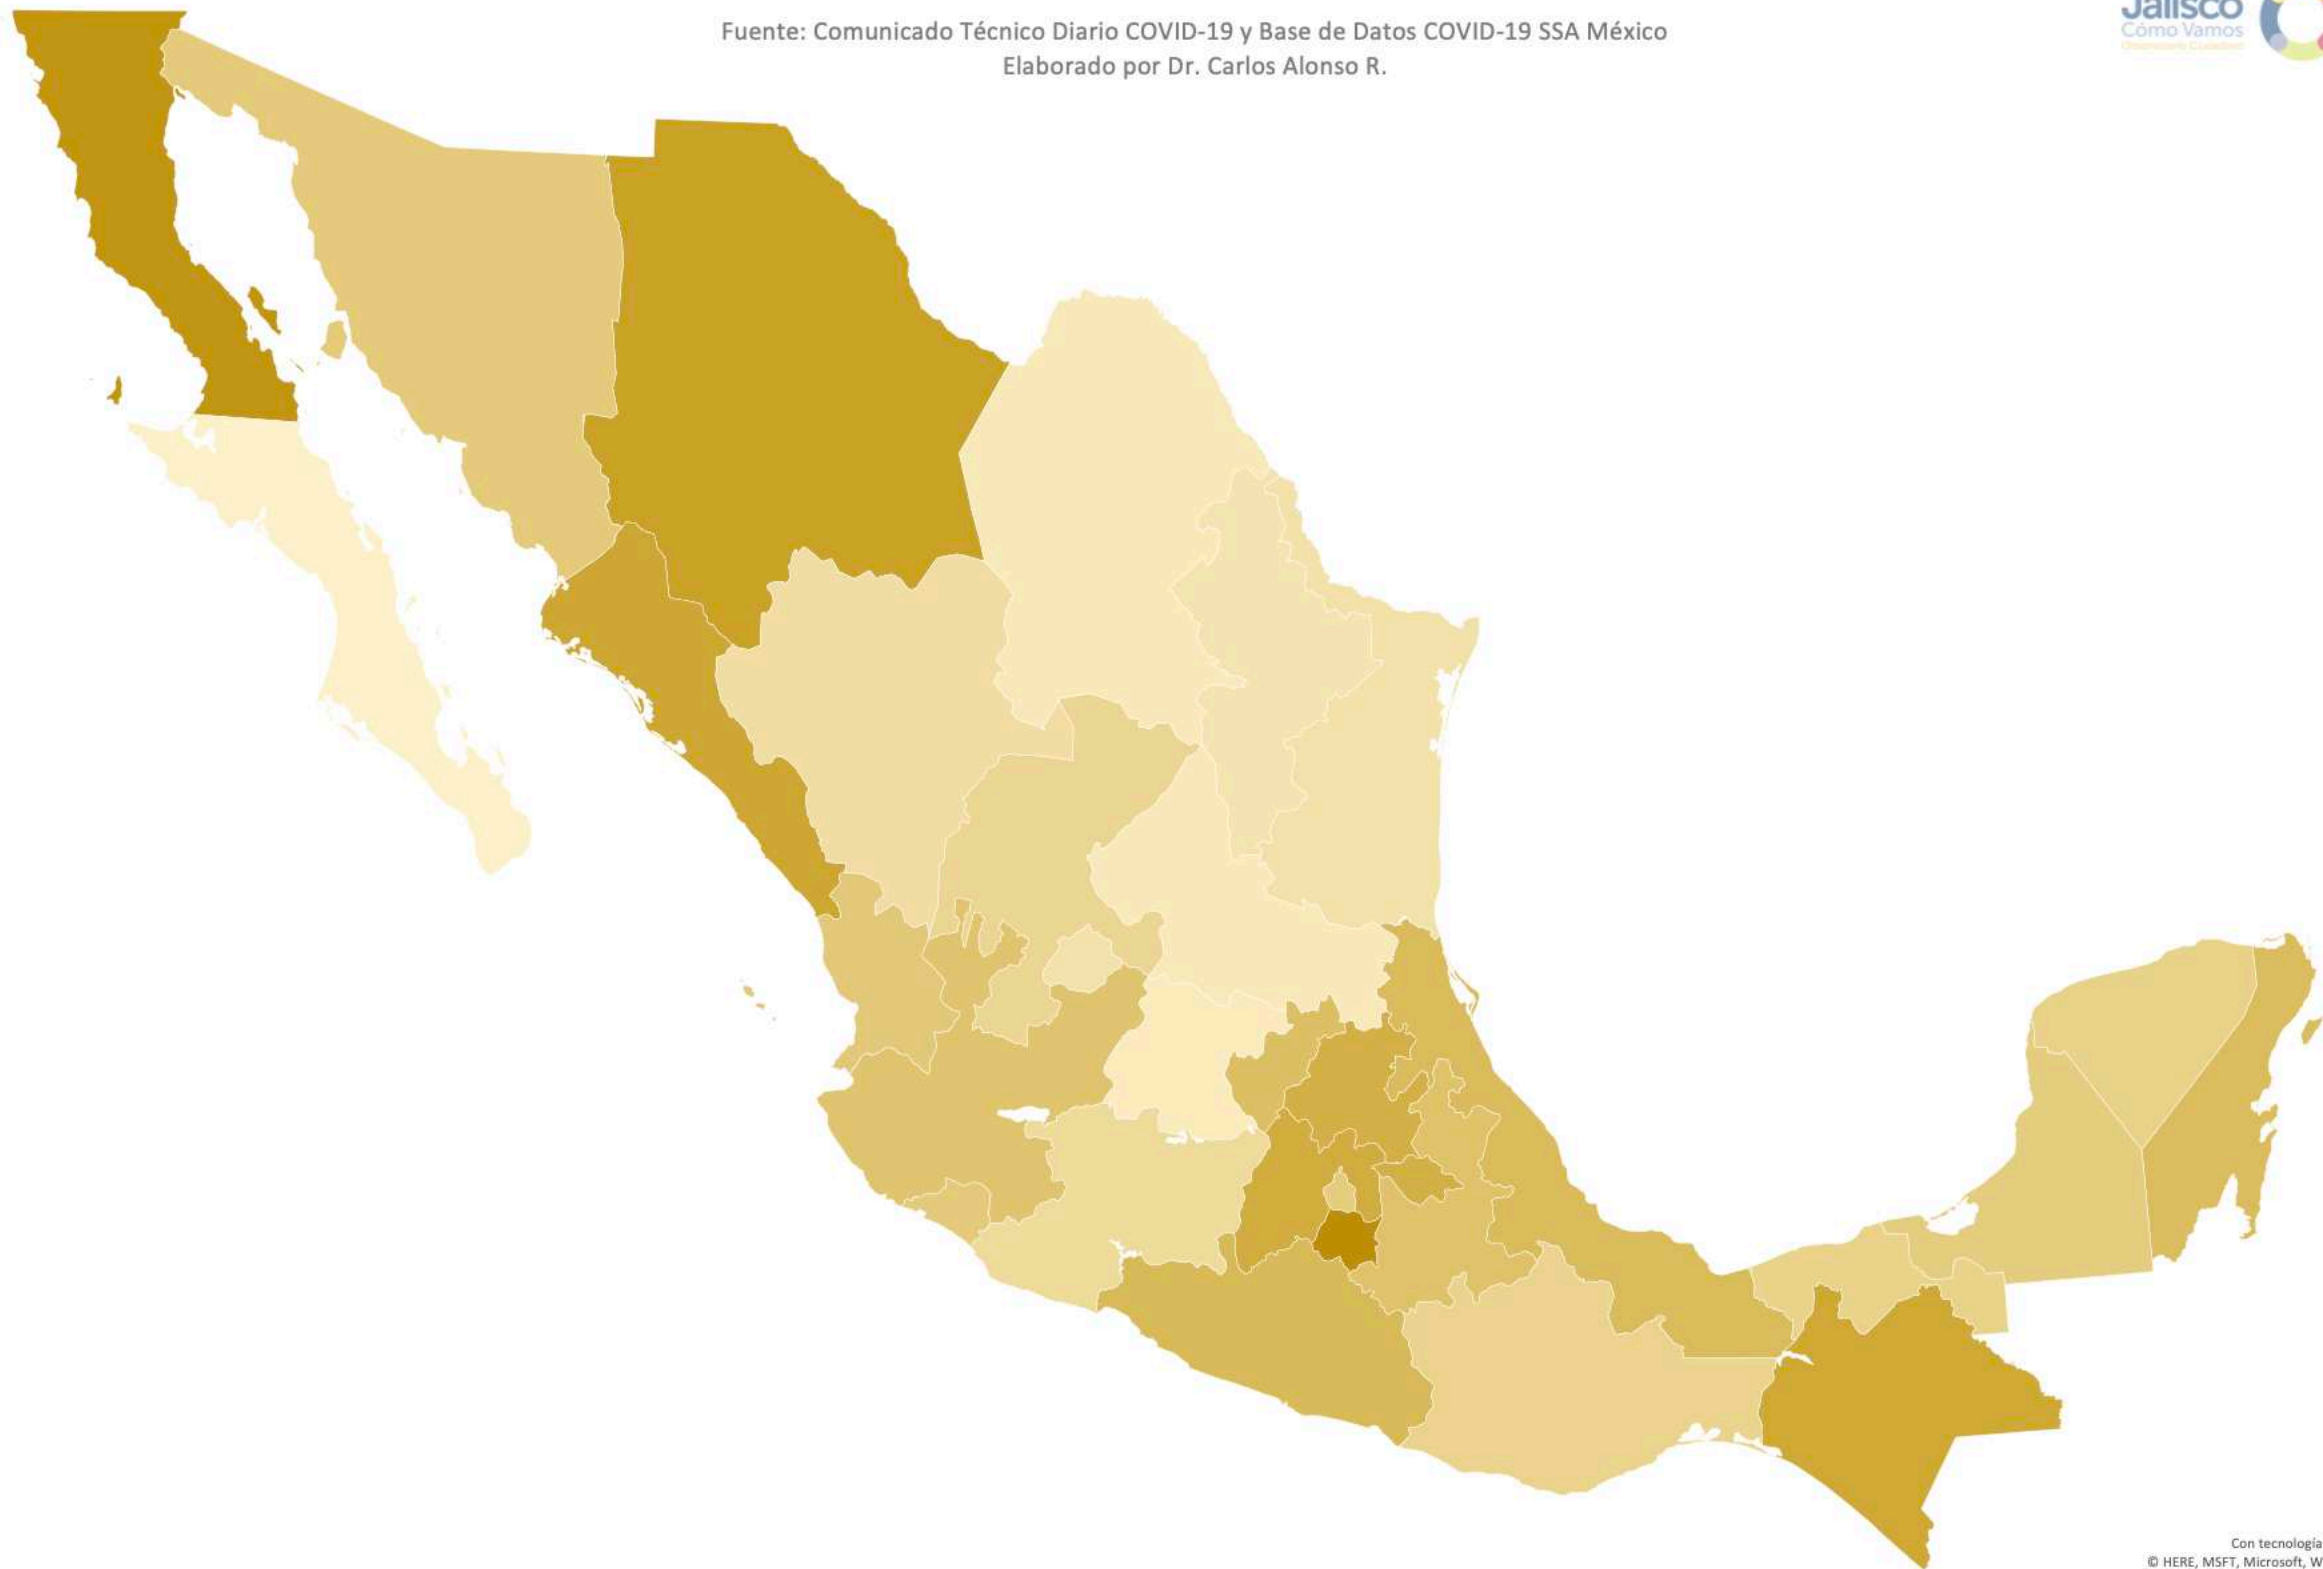 Fuente: Comunicado Técnico Diario COVID-19 y Base de Datos COVID-19 SSA México
Elaborado por Dr. Carlos Alonso R.
Jalisco
Cómo Vamos
Con tecnología
© HERE, MSFT, Microsoft, W